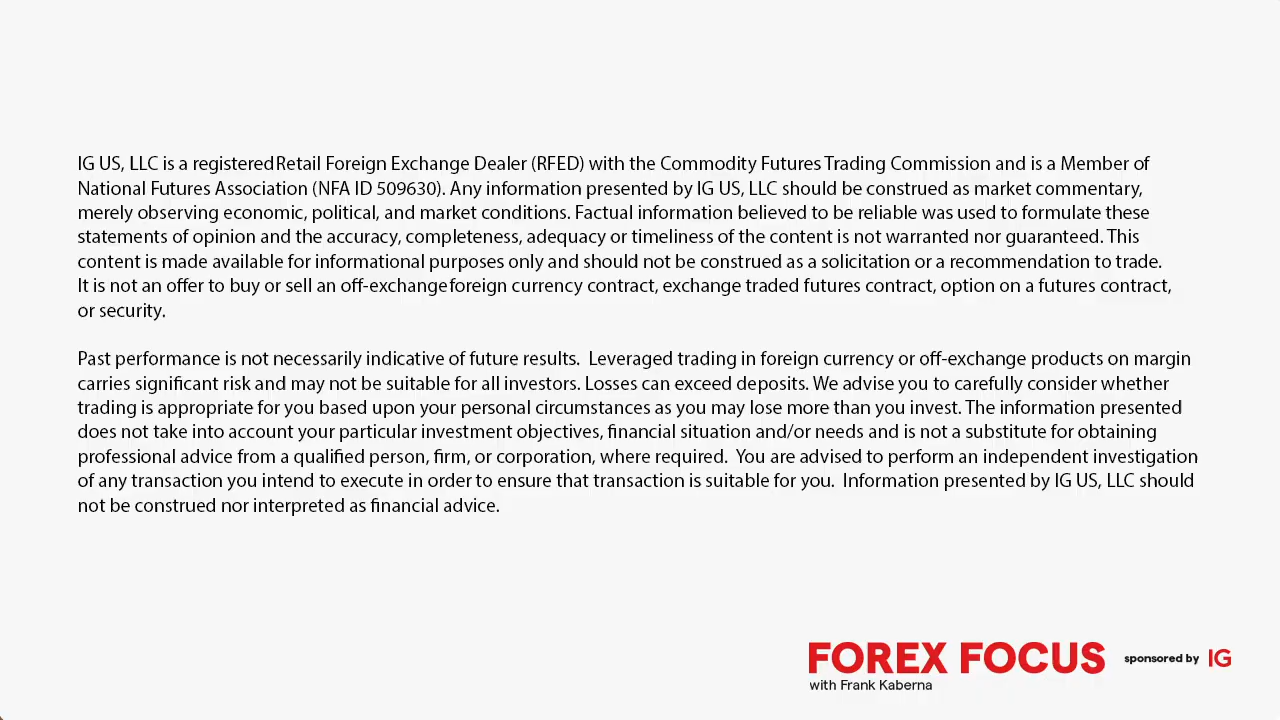 IG US, LLC is a registered Retail Foreign Exchange Dealer (RFED) with the Commodity Futures Trading Commission and is a Member of
National Futures Association (NFA ID 509630). Any information presented by IG US, LLC should be construed as market commentary,
merely observing economic, political, and market conditions. Factual information believed to be reliable was used to formulate these
statements of opinion and the accuracy, completeness, adequacy or timeliness of the content is not warranted nor guaranteed. This
content is made available for informational purposes only and should not be construed as a solicitation or a recommendation to trade.
It is not an offer to buy or sell an off-exchange foreign currency contract, exchange traded futures contract, option on a futures contract,
or security.
Past performance is not necessarily indicative of future results. Leveraged trading in foreign currency or off-exchange products on margin
carries significant risk and may not be suitable for all investors. Losses can exceed deposits. We advise you to carefully consider whether
trading is appropriate for you based upon your personal circumstances as you may lose more than you invest. The information presented
does not take into account your particular investment objectives, financial situation and/or needs and is not a substitute for obtaining
professional advice from a qualified person, firm, or corporation, where required. You are advised to perform an independent investigation
of any transaction you intend to execute in order to ensure that transaction is suitable for you. Information presented by IG US, LLC should
not be construed nor interpreted as financial advice.
FOREX FOCUS sponsored by IG
with Frank Kaberna